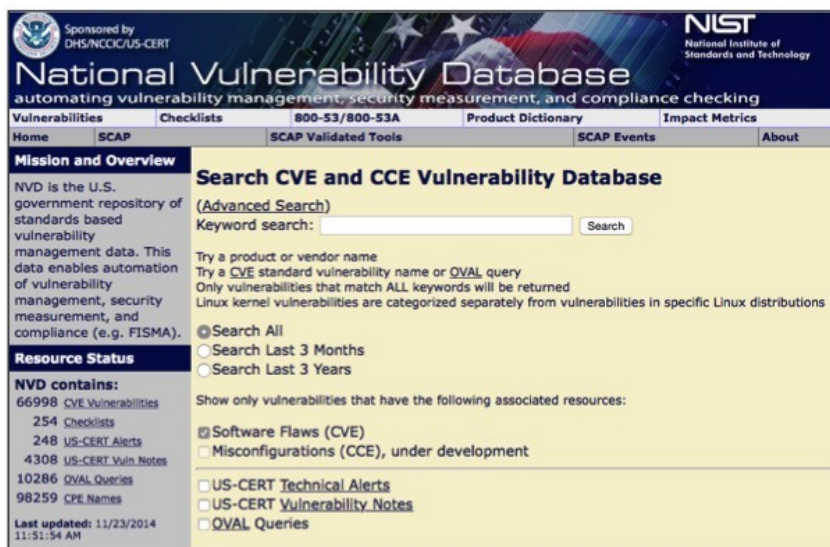 Sponsored by
DHS/NCCIC/US-CERT
NIST
National Institute of
Standards and Technology
National Vulnerability Database
automating vulnerability management, security measurement, and compliance checking
Vulnerabilities Checklists 800-53/800-53A Product Dictionary Impact Metrics
Home SCAP SCAP Validated Tools SCAP Events About
Mission and Overview
NVD is the U.S.
government repository of
standards based
vulnerability
management data. This
data enables automation
of vulnerability
management, security
measurement, and
compliance (e.g. FISMA).
Resource Status
NVD contains:
66998 CVE Vulnerabilities
254 Checklists
248 US-CERT Alerts
4308 US-CERT Vuln Notes
10286 OVAL Queries
98259 CPE Names
Last updated: 11/23/2014
11:51:54 AM
Search CVE and CCE Vulnerability Database
(Advanced Search)
Keyword search: Search
Try a product or vendor name
Try a CVE standard vulnerability name or OVAL query
Only vulnerabilities that match ALL keywords will be returned
Linux kernel vulnerabilities are categorized separately from vulnerabilities in specific Linux distributions
Search All
Search Last 3 Months
Search Last 3 Years
Show only vulnerabilities that have the following associated resources:
Software Flaws (CVE)
Misconfigurations (CCE), under development
US-CERT Technical Alerts
US-CERT Vulnerability Notes
OVAL Queries